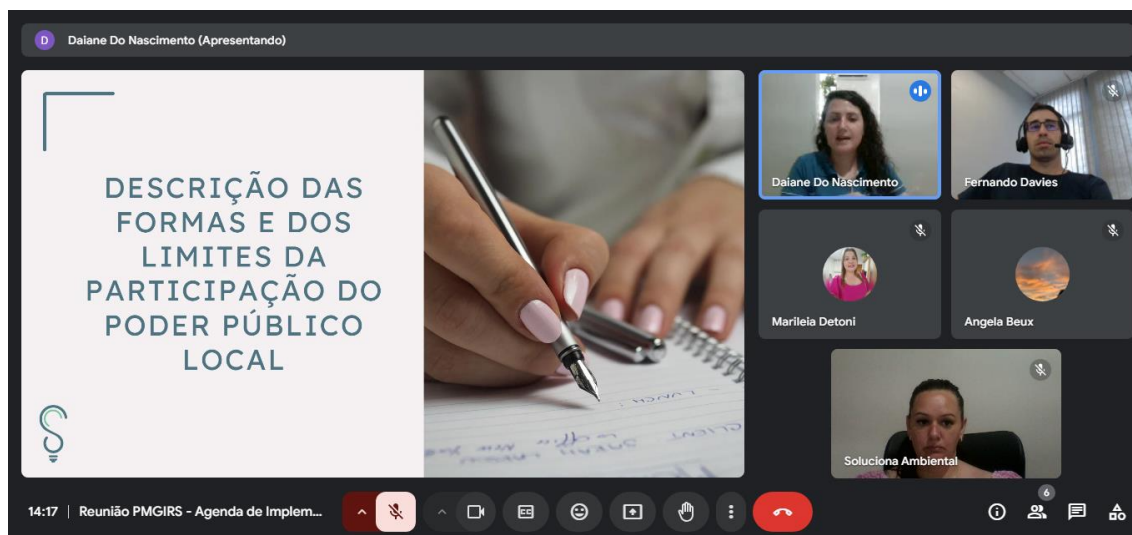 D Daiane Do Nascimento (Apresentando)
DESCRIÇÃO DAS
FORMAS E DOS
LIMITES DA
PARTICIPAÇÃO DO
PODER PÚBLICO
LOCAL
Daiane Do Nascimento
Fernando Davies
Marileia Detoni
Angela Beux
Soluciona Ambiental
14:17 | Reunião PMGIRS - Agenda de Implem...
CC
6